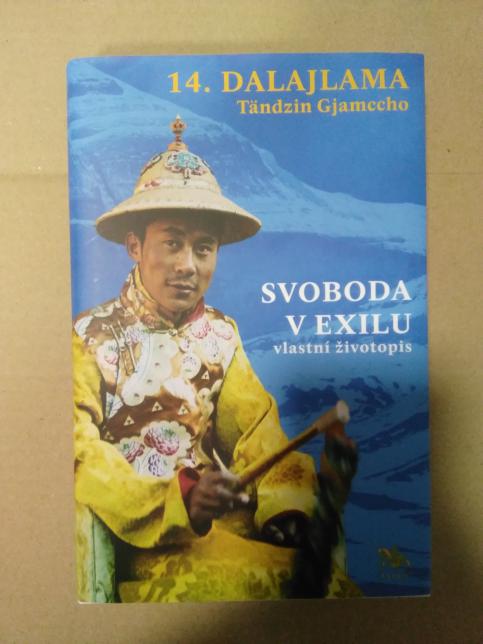 14. DALAJLAMA
Tändzin Gjamccho
SVOBODA
V EXILU
vlastní životopis